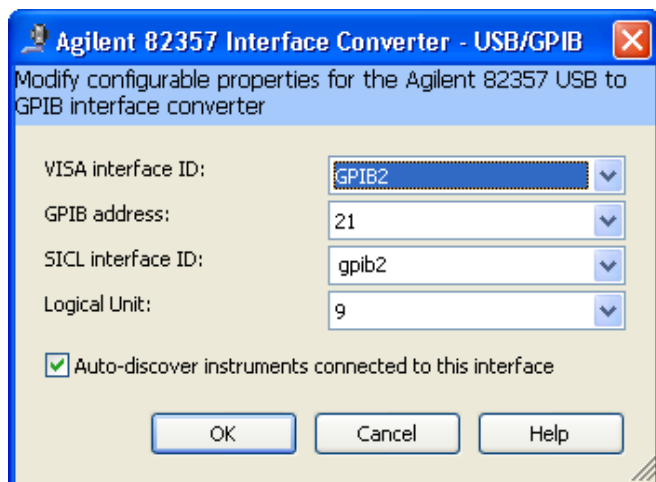 Agilent 82357 Interface Converter - USB/GPIB
Modify configurable properties for the Agilent 82357 USB to
GPIB interface converter
VISA interface ID: GPIB2
GPIB address: 21
SICL interface ID: gpib2
Logical Unit: 9
Auto-discover instruments connected to this interface
OK Cancel Help